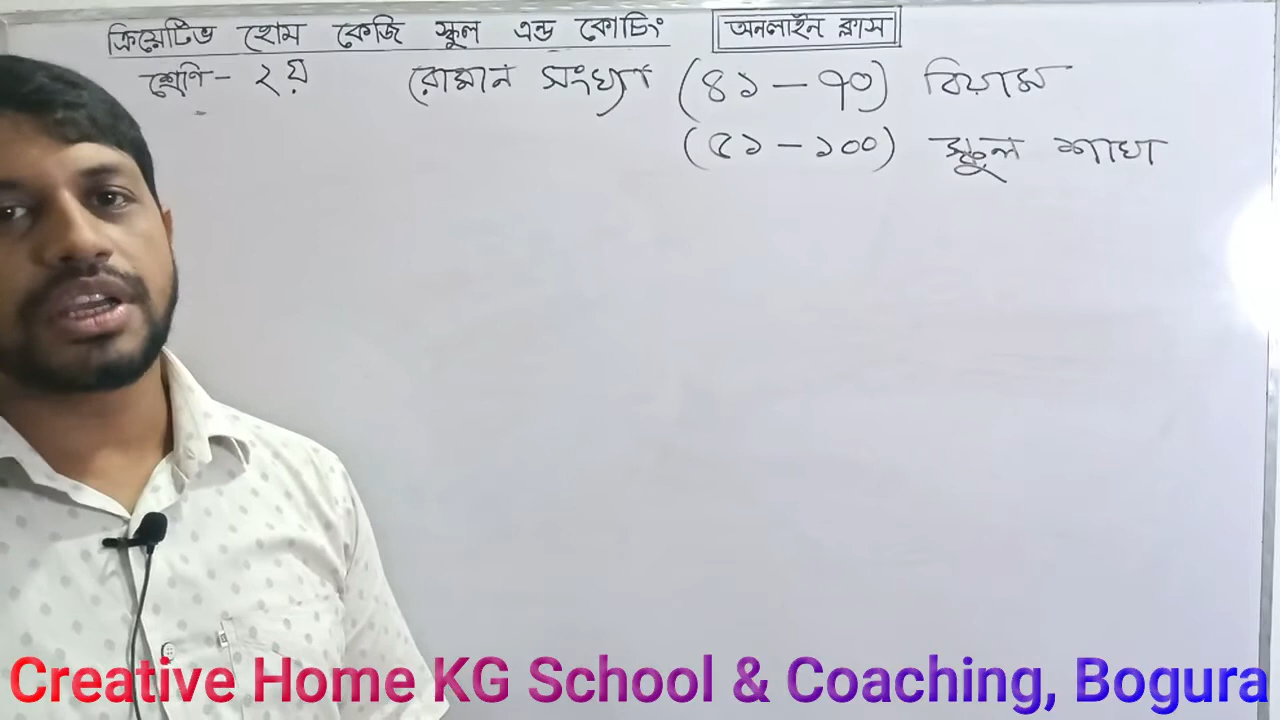 ক্রিয়েটিভ হোম কেজি স্কুল এন্ড কোচিং অনলাইন ক্লাস
শ্রেণি - ২য় রোমান সংখ্যা (৪১ - ৭০) বিয়াম
(৫১ - ১০০) স্কুল শাখা
Creative Home KG School & Coaching, Bogura